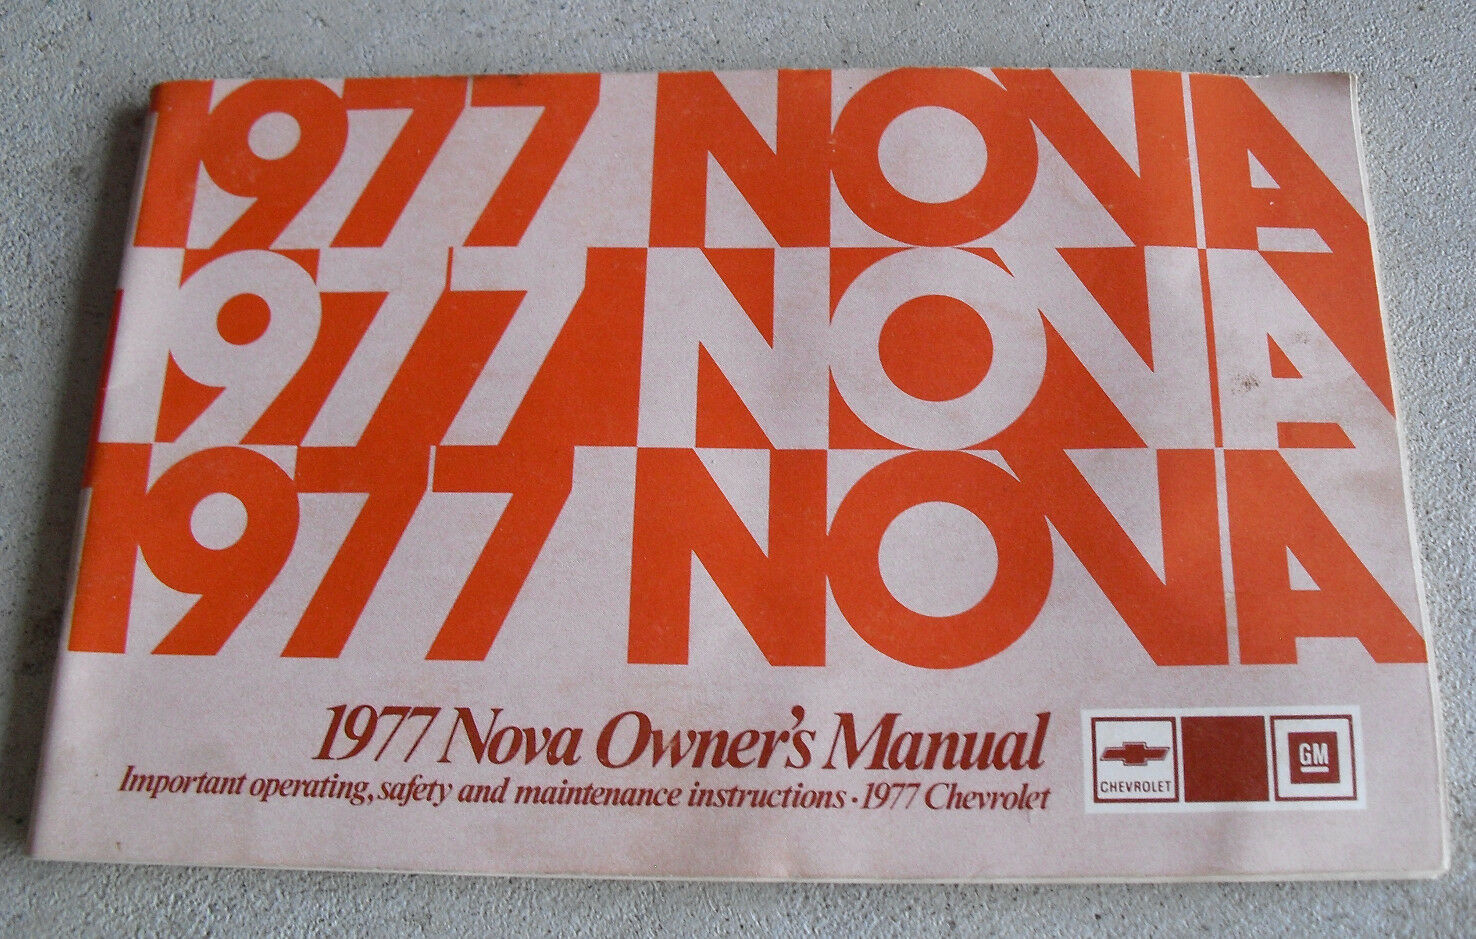 1977 NOVA
1977 NOVA
1977 NOVA
1977 Nova Owner's Manual
Important operating, safety and maintenance instructions · 1977 Chevrolet
CHEVROLET
GM